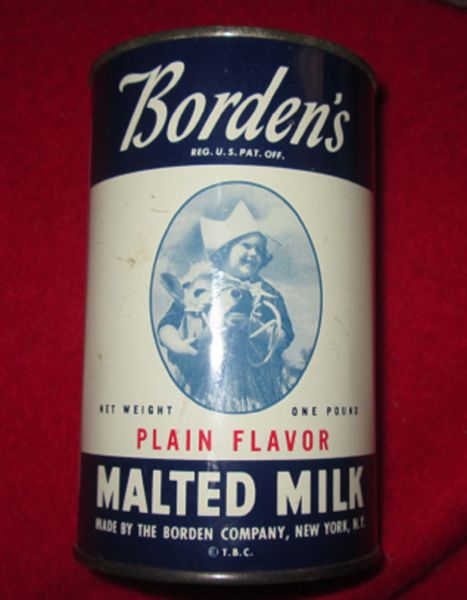 Borden's
REG. U.S. PAT. OFF.
NET WEIGHT ONE POUND
PLAIN FLAVOR
MALTED MILK
MADE BY THE BORDEN COMPANY, NEW YORK, N.Y.
© T.B.C.